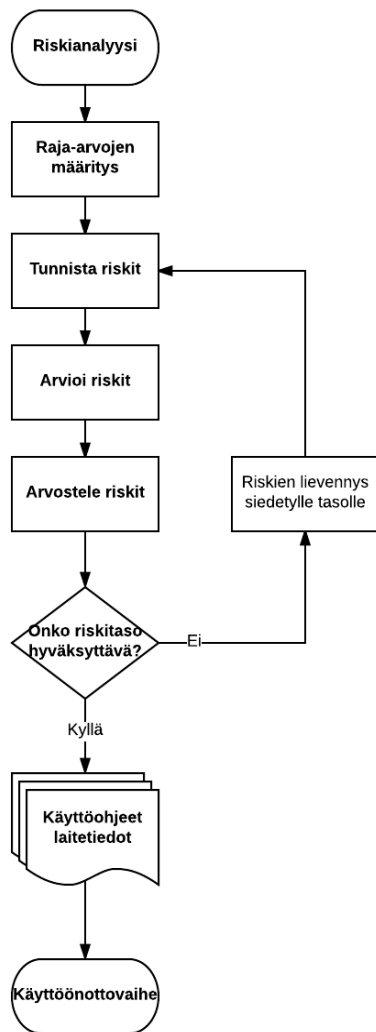 Riskianalyysi
Raja-arvojen
määritys
Tunnista riskit
Arvioi riskit
Arvostele riskit
Riskien lievennys
siedetylle tasolle
Onko riskitaso
hyväksyttävä?
Ei
Kyllä
Käyttöohjeet
laitetiedot
Käyttöönottovaihe